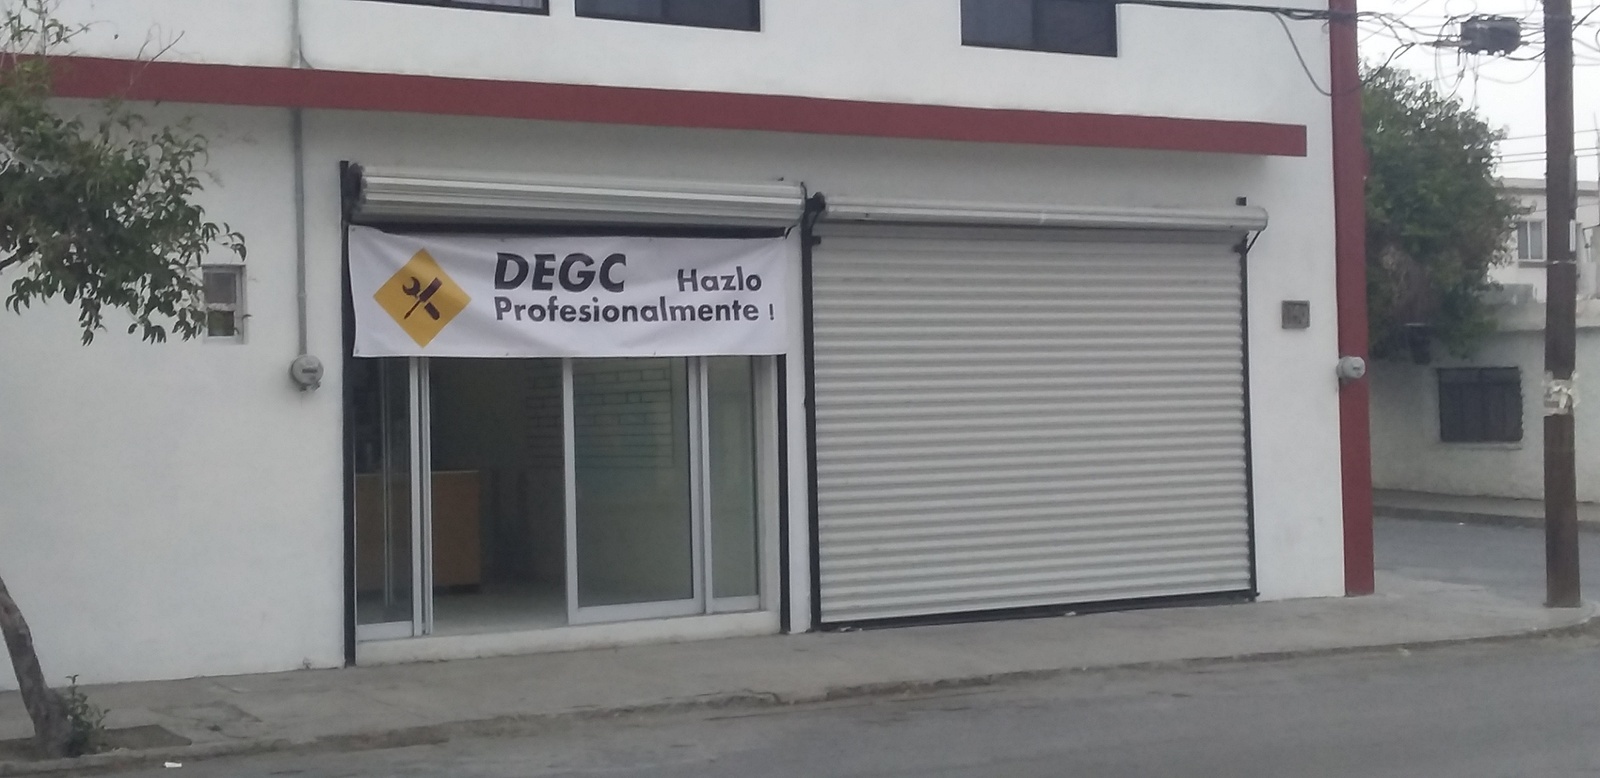 DEGC Hazlo
Profesionalmente !